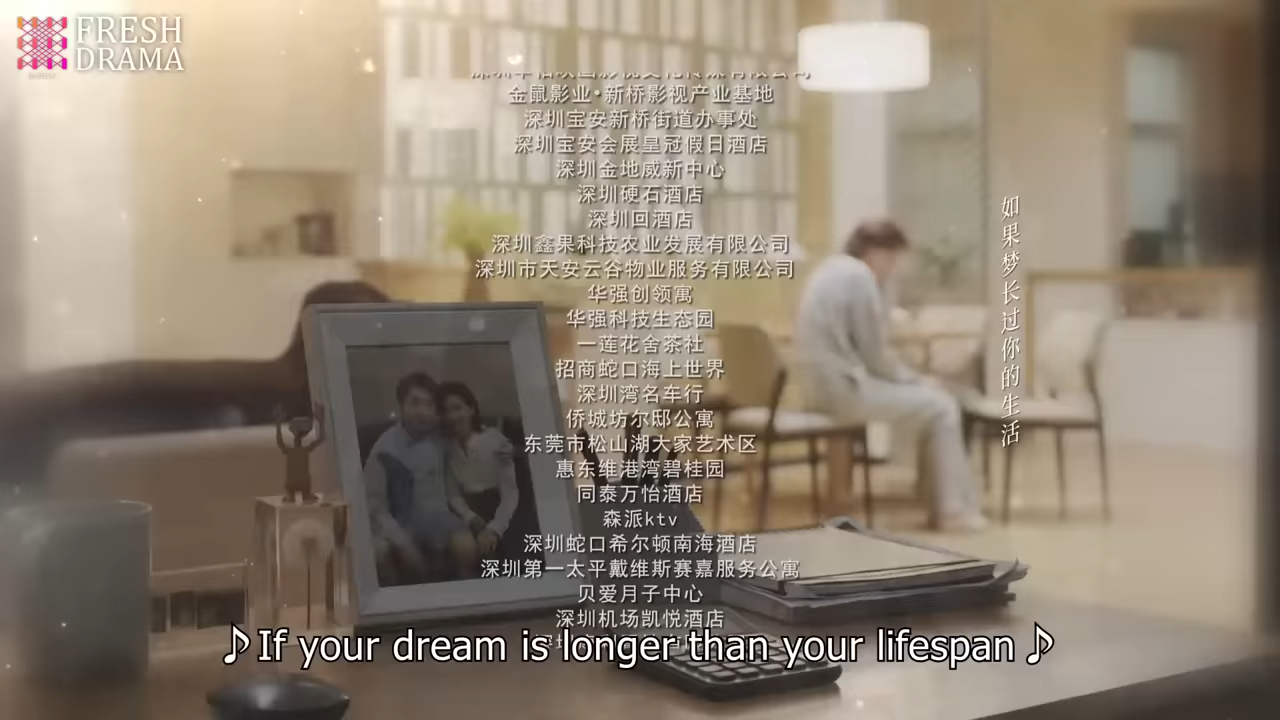 FRESH
DRAMA
金鼠影业•新桥影视产业基地
深圳宝安新桥街道办事处
深圳宝安会展皇冠假日酒店
深圳金地威新中心
深圳硬石酒店
深圳回酒店
深圳鑫果科技农业发展有限公司
深圳市天安云谷物业服务有限公司
华强创领寓
华强科技生态园
一莲花舍茶社
招商蛇口海上世界
深圳湾名车行
侨城坊尔邸公寓
东莞市松山湖大家艺术区
惠东维港湾碧桂园
同泰万怡酒店
森派ktv
深圳蛇口希尔顿南海酒店
深圳第一太平戴维斯赛嘉服务公寓
贝爱月子中心
深圳机场凯悦酒店
如果梦长过你的生活
♪If your dream is longer than your lifespan♪